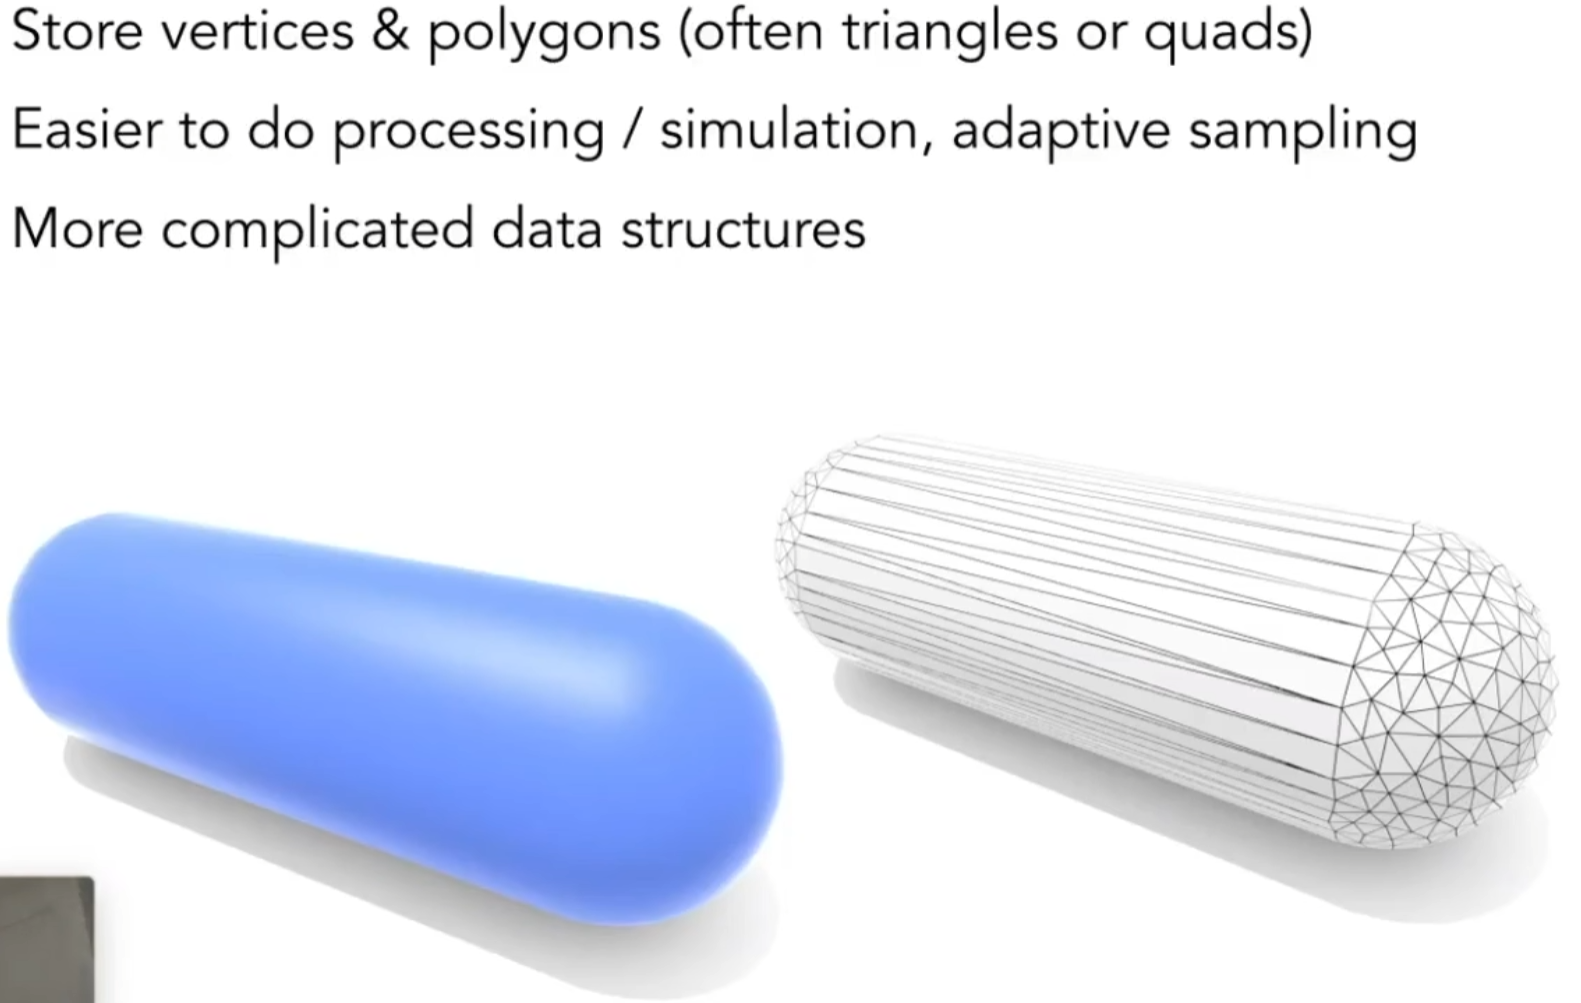 Store vertices & polygons (often triangles or quads)
Easier to do processing / simulation, adaptive sampling
More complicated data structures